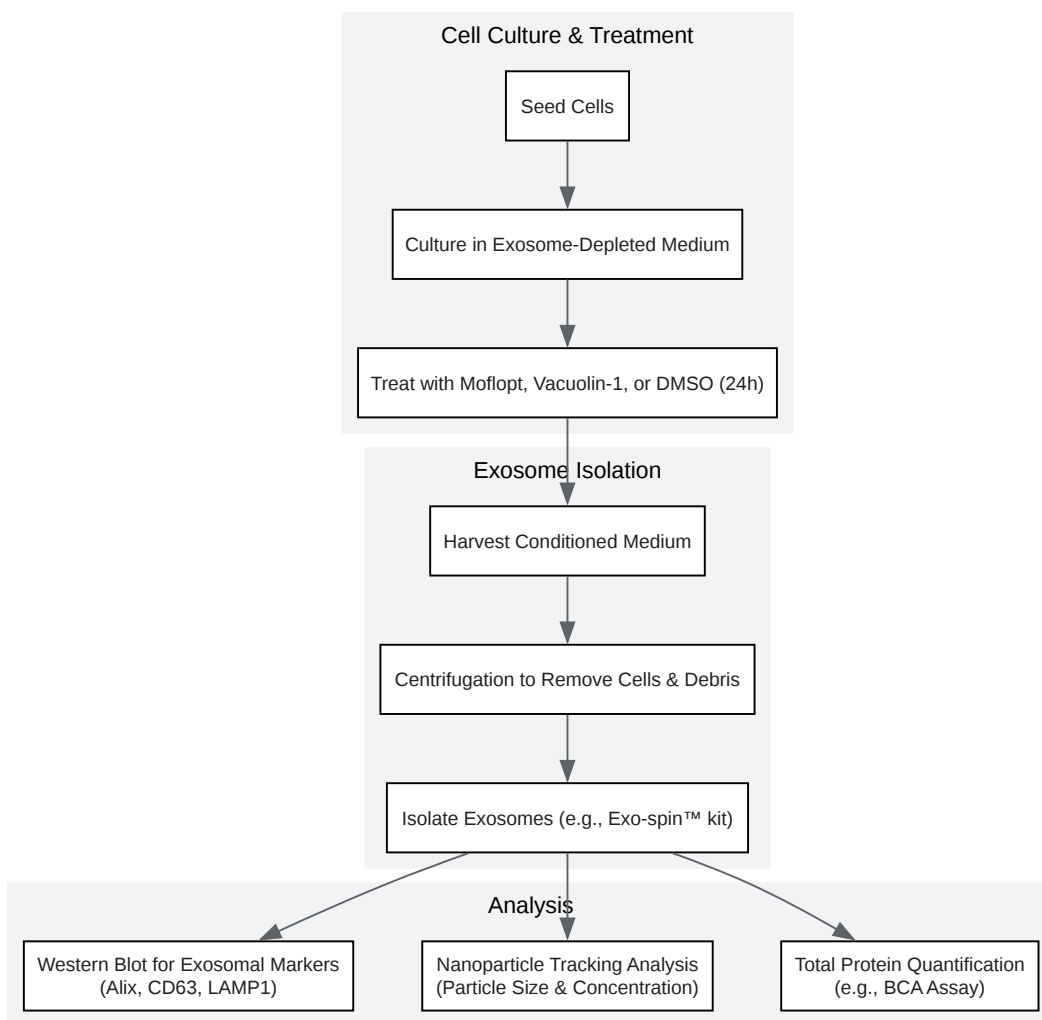 Cell Culture & Treatment
Seed Cells
Culture in Exosome-Depleted Medium
Treat with Moflopt, Vacuolin-1, or DMSO (24h)
Exosome Isolation
Harvest Conditioned Medium
Centrifugation to Remove Cells & Debris
Isolate Exosomes (e.g., Exo-spin™ kit)
Analysis
Western Blot for Exosomal Markers
(Alix, CD63, LAMP1)
Nanoparticle Tracking Analysis
(Particle Size & Concentration)
Total Protein Quantification
(e.g., BCA Assay)